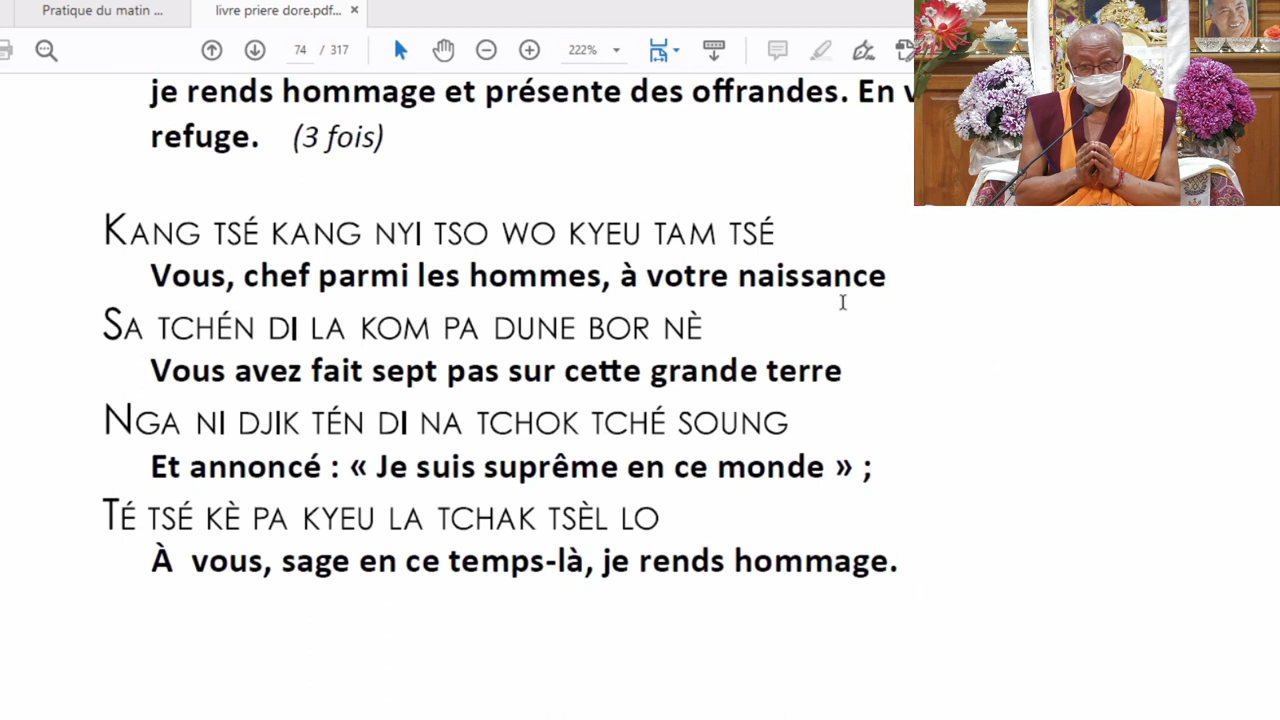 Pratique du matin ...
livre priere dore.pdf...
74 / 317
222%
je rends hommage et présente des offrandes. En v
refuge. (3 fois)
KANG TSÉ KANG NYI TSO WO KYEU TAM TSÉ
Vous, chef parmi les hommes, à votre naissance
SA TCHÉN DI LA KOM PA DUNE BOR NÈ
Vous avez fait sept pas sur cette grande terre
NGA NI DJIK TÉN DI NA TCHOK TCHÉ SOUNG
Et annoncé : « Je suis suprême en ce monde » ;
TÉ TSÉ KÈ PA KYEU LA TCHAK TSÈL LO
À vous, sage en ce temps-là, je rends hommage.